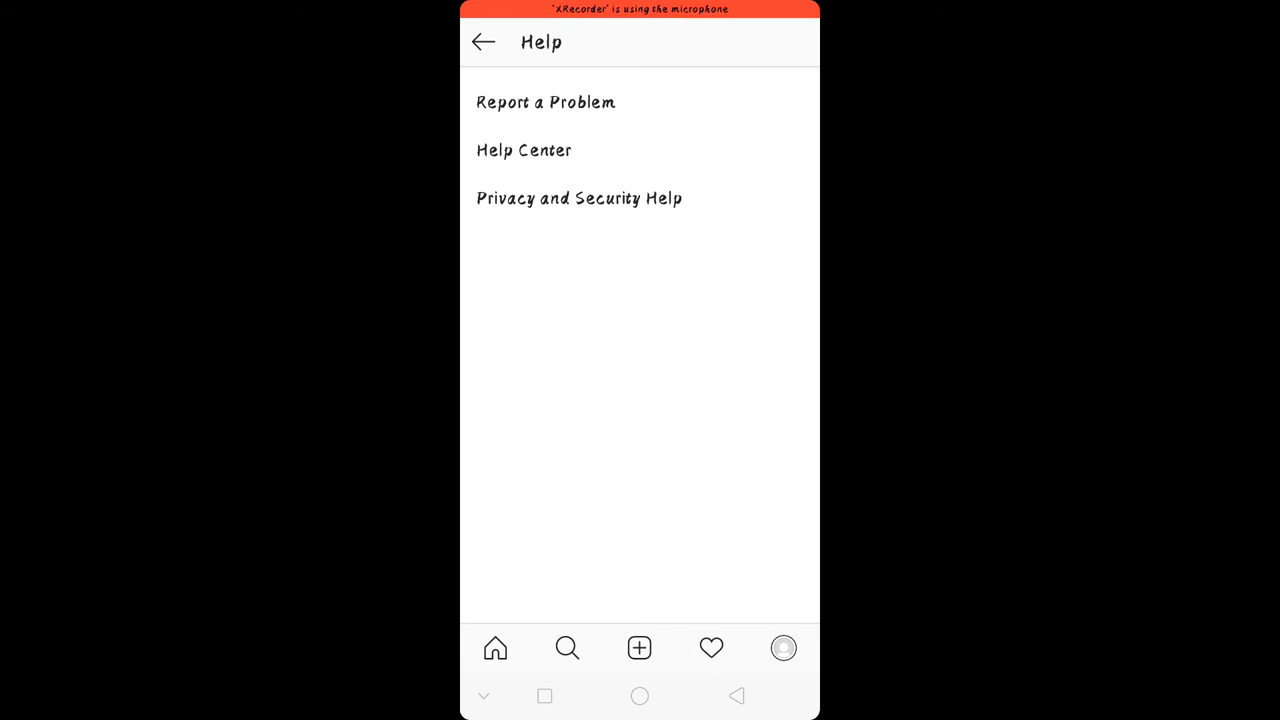 "XRecorder" is using the microphone
Help
Report a Problem
Help Center
Privacy and Security Help